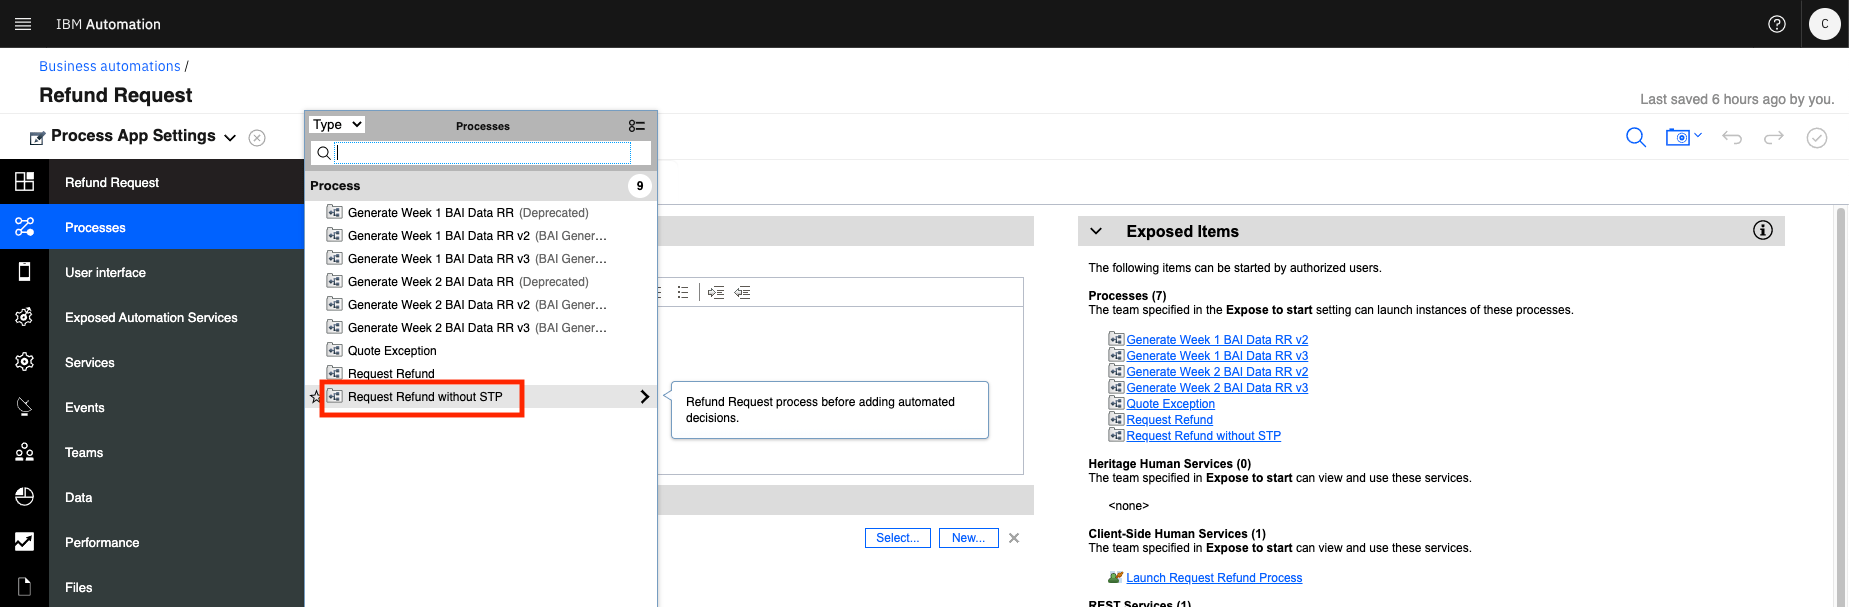 IBM Automation
C
Business automations /
Refund Request
Last saved 6 hours ago by you.
Process App Settings
Refund Request
Processes
User interface
Exposed Automation Services
Services
Events
Teams
Data
Performance
Files
Type
Processes
Process
9
Generate Week 1 BAI Data RR (Deprecated)
Generate Week 1 BAI Data RR v2 (BAI Gener...
Generate Week 1 BAI Data RR v3 (BAI Gener...
Generate Week 2 BAI Data RR (Deprecated)
Generate Week 2 BAI Data RR v2 (BAI Gener...
Generate Week 2 BAI Data RR v3 (BAI Gener...
Quote Exception
Request Refund
Request Refund without STP
Refund Request process before adding automated
decisions.
Select...
New...
Exposed Items
The following items can be started by authorized users.
Processes (7)
The team specified in the Expose to start setting can launch instances of these processes.
Generate Week 1 BAI Data RR v2
Generate Week 1 BAI Data RR v3
Generate Week 2 BAI Data RR v2
Generate Week 2 BAI Data RR v3
Quote Exception
Request Refund
Request Refund without STP
Heritage Human Services (0)
The team specified in Expose to start can view and use these services.
<none>
Client-Side Human Services (1)
The team specified in Expose to start can view and use these services.
Launch Request Refund Process
REST Services (1)